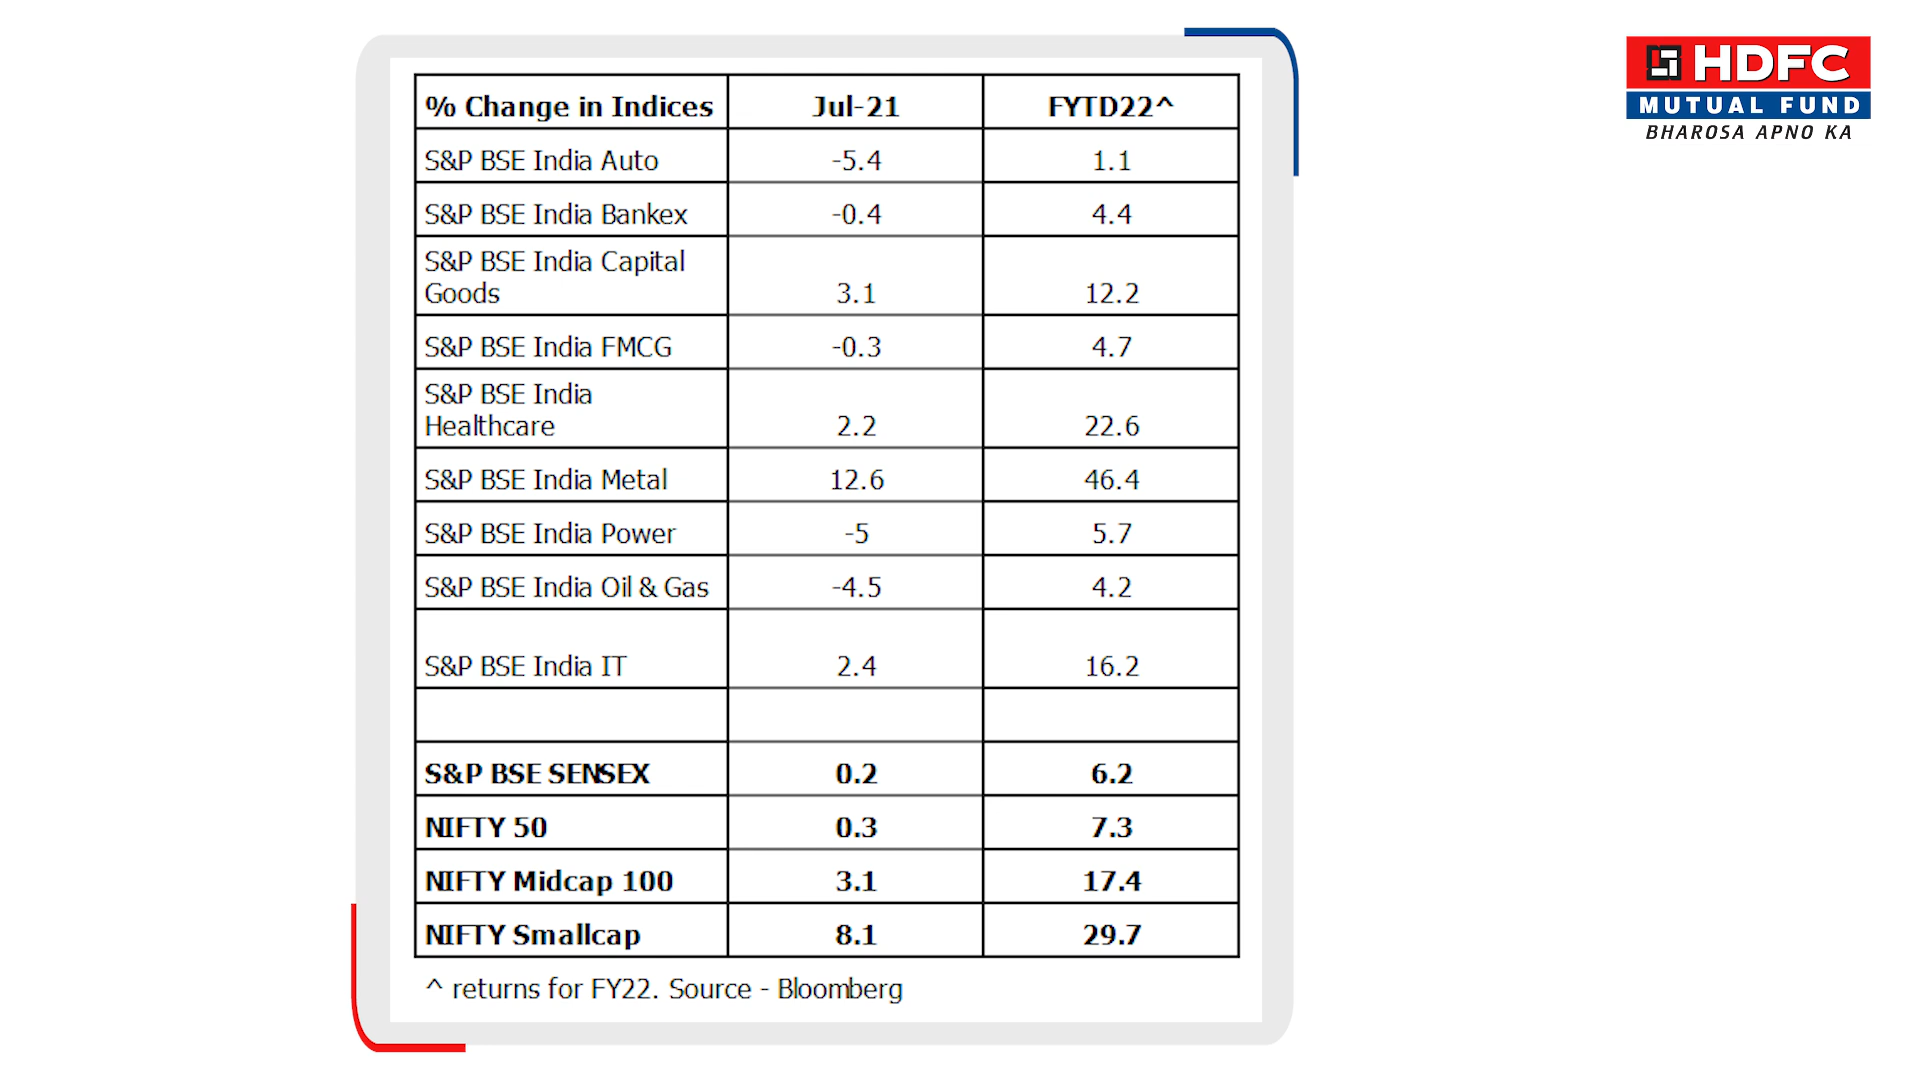 HDFC
MUTUAL FUND
BHAROSA APNO KA
% Change in Indices Jul-21 FYTD22^
S&P BSE India Auto -5.4 1.1
S&P BSE India Bankex -0.4 4.4
S&P BSE India Capital
Goods 3.1 12.2
S&P BSE India FMCG -0.3 4.7
S&P BSE India
Healthcare 2.2 22.6
S&P BSE India Metal 12.6 46.4
S&P BSE India Power -5 5.7
S&P BSE India Oil & Gas -4.5 4.2
S&P BSE India IT 2.4 16.2
S&P BSE SENSEX 0.2 6.2
NIFTY 50 0.3 7.3
NIFTY Midcap 100 3.1 17.4
NIFTY Smallcap 8.1 29.7
^ returns for FY22. Source - Bloomberg